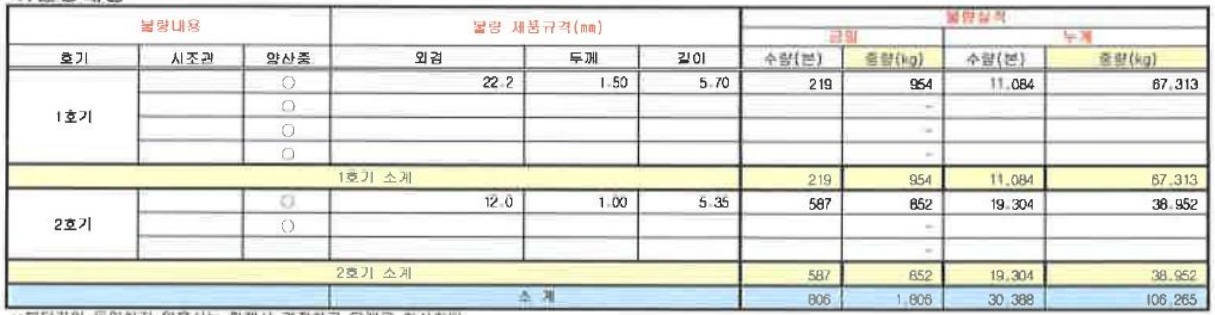 불량내용 불량 제품규격(mm) 불량실적
금일 누계
호기 시조관 양산중 외경 두께 길이 수량(본) 중량(kg) 수량(본) 중량(kg)
1호기 ○ 22.2 1.50 5.70 219 954 11,084 67,313
○ -
○ -
○ -
1호기 소계 219 954 11,084 67,313
2호기 ○ 12.0 1.00 5.35 587 852 19,304 38,952
○ -
-
2호기 소계 587 852 19,304 38,952
소 계 806 1,806 30,388 106,265